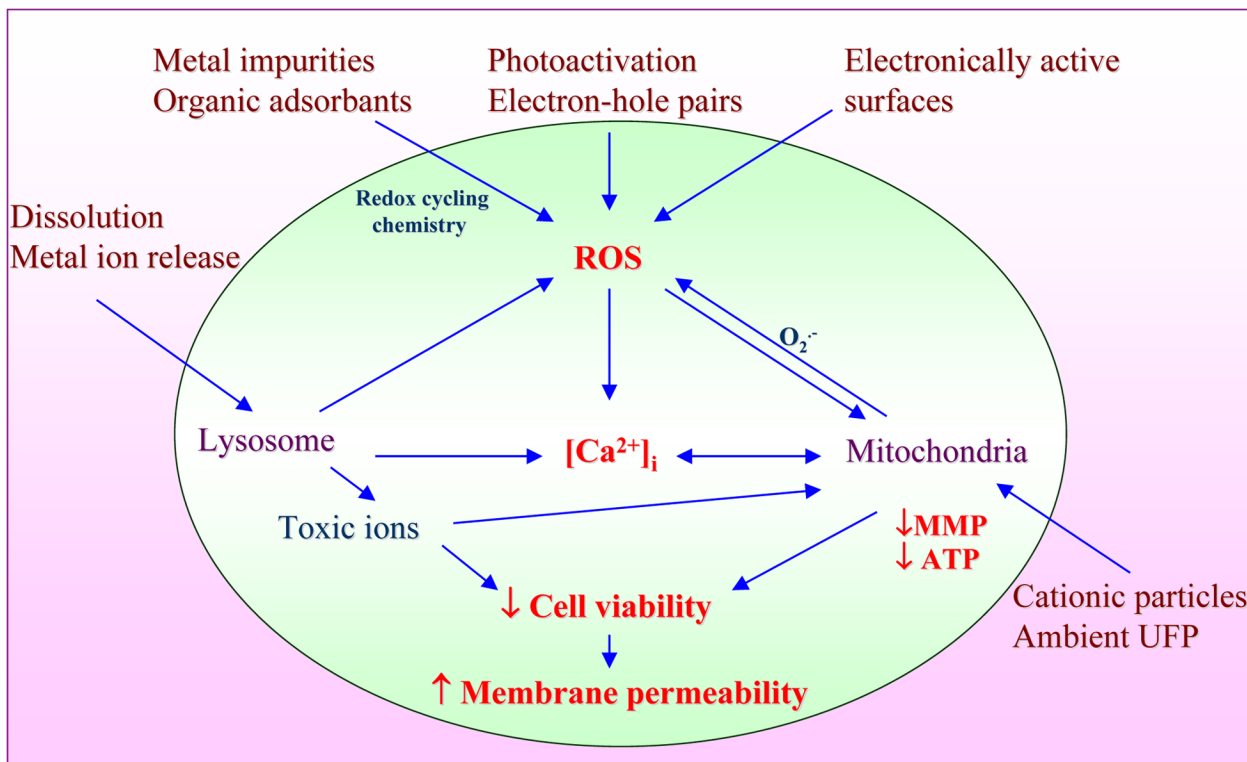 Metal impurities
Organic adsorbants
Photoactivation
Electron-hole pairs
Electronically active
surfaces
Redox cycling
chemistry
Dissolution
Metal ion release
ROS
O₂·⁻
Lysosome
[Ca²⁺]ᵢ
Mitochondria
Toxic ions
↓MMP
↓ ATP
↓ Cell viability
Cationic particles
Ambient UFP
↑ Membrane permeability